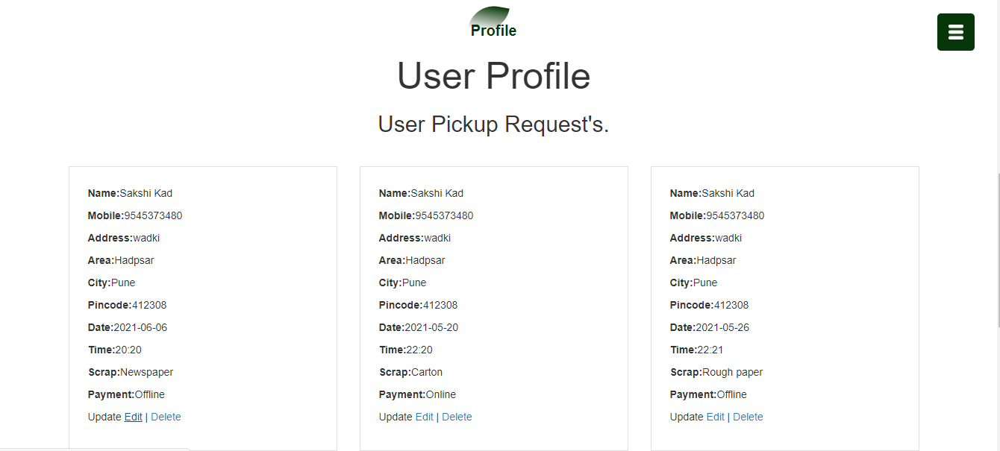 Profile
User Profile
User Pickup Request's.
Name:Sakshi Kad
Mobile:9545373480
Address:wadki
Area:Hadpsar
City:Pune
Pincode:412308
Date:2021-06-06
Time:20:20
Scrap:Newspaper
Payment:Offline
Update Edit | Delete
Name:Sakshi Kad
Mobile:9545373480
Address:wadki
Area:Hadpsar
City:Pune
Pincode:412308
Date:2021-05-20
Time:22:20
Scrap:Carton
Payment:Online
Update Edit | Delete
Name:Sakshi Kad
Mobile:9545373480
Address:wadki
Area:Hadpsar
City:Pune
Pincode:412308
Date:2021-05-26
Time:22:21
Scrap:Rough paper
Payment:Offline
Update Edit | Delete